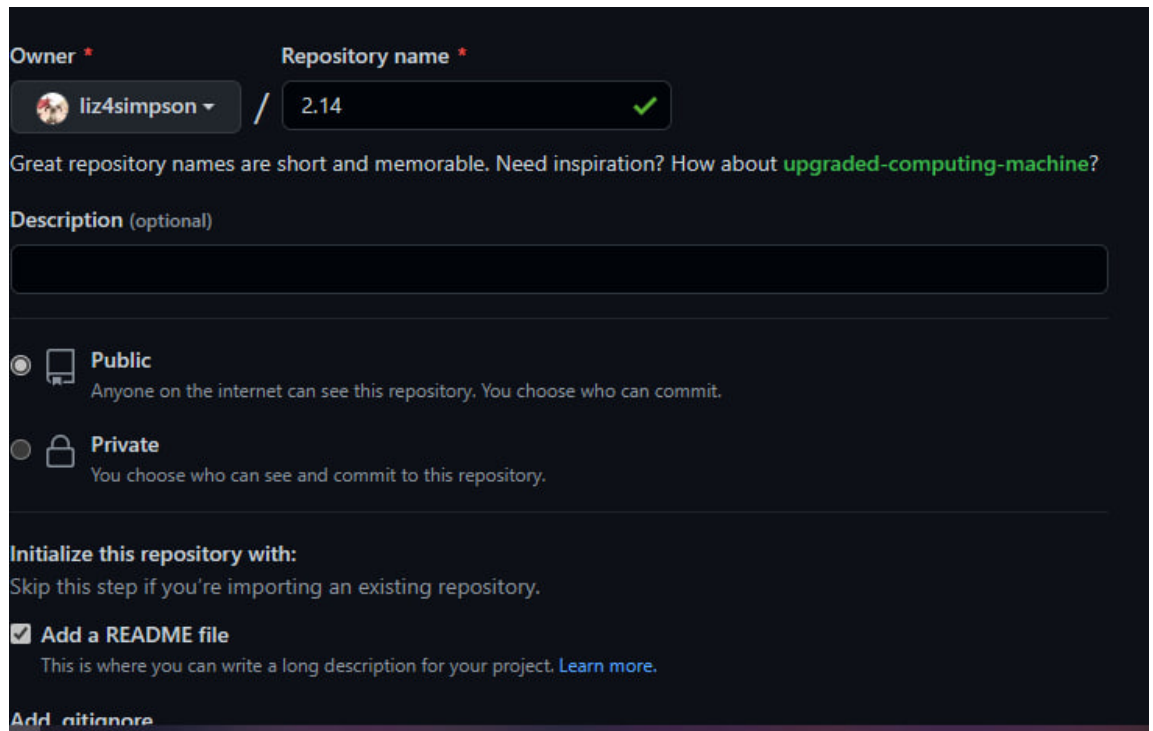 Owner * Repository name *
liz4simpson / 2.14
Great repository names are short and memorable. Need inspiration? How about upgraded-computing-machine?
Description (optional)
Public
Anyone on the internet can see this repository. You choose who can commit.
Private
You choose who can see and commit to this repository.
Initialize this repository with:
Skip this step if you're importing an existing repository.
Add a README file
This is where you can write a long description for your project. Learn more.
Add .gitignore